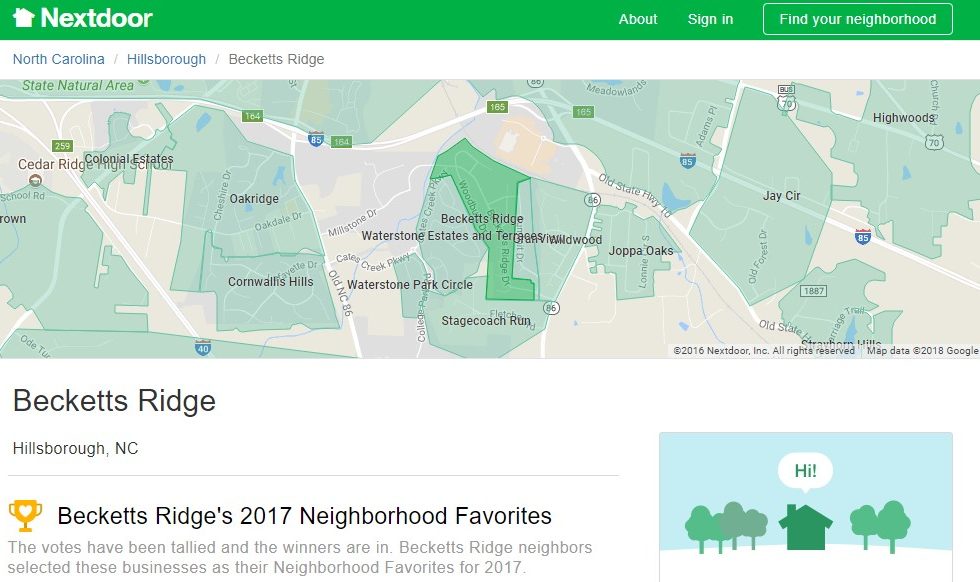 Nextdoor
About
Sign in
Find your neighborhood
North Carolina / Hillsborough / Becketts Ridge
State Natural Area
86
Meadowlands
BUS
70
Church
164
165
165
Adams Pl
Highwoods
85
164
259
70
Colonial Estates
Cedar Ridge High School
85
School Rd
Cheshire Dr
Oakridge
Old State Hwy 10
Jay Cir
86
Oakdale Dr
Millstone Dr
Becketts Ridge
Waterstone Estates and Terraces
Wildwood
85
Joppa Oaks
Lonnie
Old Forest Dr
Cates Creek Pkwy
Cornwallis Hills
Old NC 86
Waterstone Park Circle
1887
86
Stagecoach Run
Trail
Old State
Strayhorn Hills
40
Ode Tu
©2016 Nextdoor, Inc. All rights reserved
Map data ©2018 Google
Becketts Ridge
Hillsborough, NC
Hi!
Becketts Ridge's 2017 Neighborhood Favorites
The votes have been tallied and the winners are in. Becketts Ridge neighbors
selected these businesses as their Neighborhood Favorites for 2017.